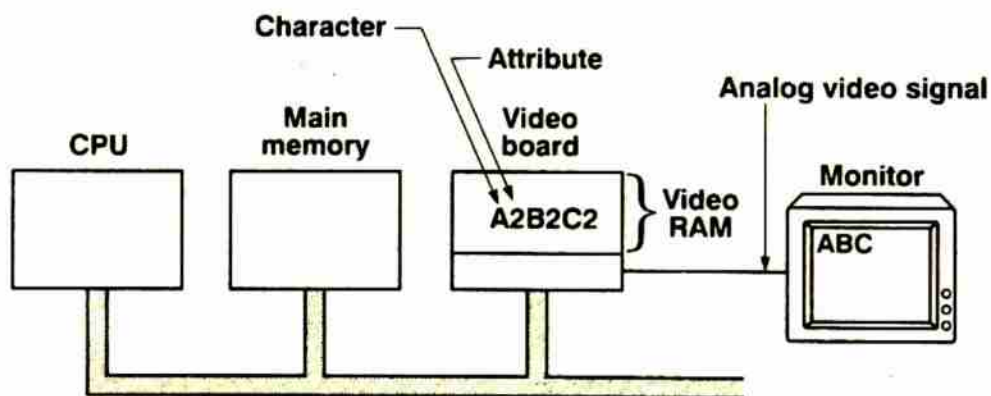 Character
Attribute
Analog video signal
CPU
Main
memory
Video
board
Monitor
A2B2C2
Video
RAM
ABC